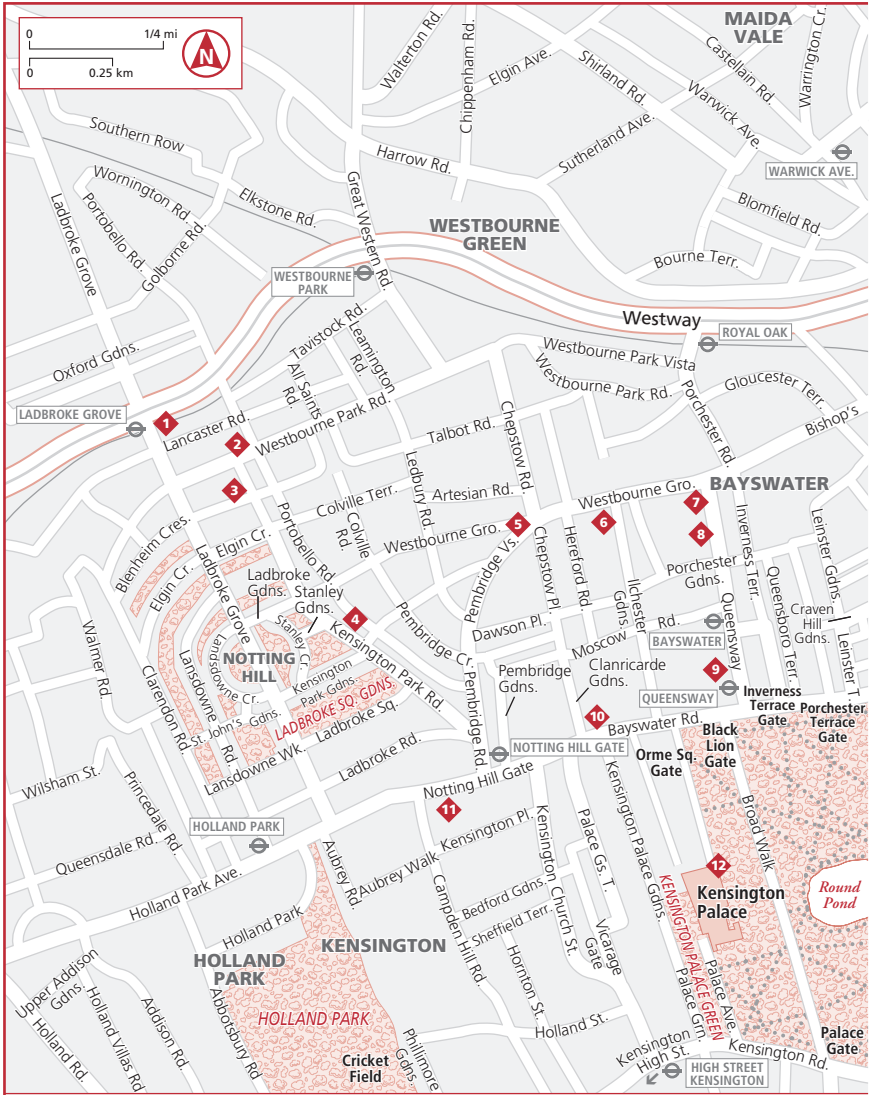 0
1/4 mi
0
0.25 km
N
MAIDA
VALE
Walterton Rd.
Chippenham Rd.
Elgin Ave.
Shirland Rd.
Castellain Rd.
Warrington Cr.
Warwick Ave.
Sutherland Ave.
WARWICK AVE.
Southern Row
Harrow Rd.
Wornington Rd.
Elkstone Rd.
Great Western Rd.
Blomfield Rd.
Ladbroke Grove
Portobello Rd.
Golborne Rd.
WESTBOURNE
GREEN
Bourne Terr.
WESTBOURNE
PARK
Westway
ROYAL OAK
Oxford Gdns.
Tavistock Rd.
Leamington
Rd.
All Saints
Rd.
Westbourne Park Vista
Westbourne Park Rd.
Gloucester Terr.
Porchester Rd.
Bishop's
LADBROKE GROVE
1
Lancaster Rd.
2
Westbourne Park Rd.
Talbot Rd.
Chepstow Rd.
3
Ledbury Rd.
Artesian Rd.
Westbourne Gro.
BAYSWATER
7
Colville Terr.
Colville
Rd.
Westbourne Gro.
5
6
8
Blenheim Cres.
Elgin Cr.
Elgin Cr.
Portobello Rd.
Pembridge Vs.
Chepstow Pl.
Hereford Rd.
Inverness Terr.
Leinster Gdns.
Ladbroke Grove
Ladbroke
Gdns.
Stanley
Gdns.
Porchester
Gdns.
Ilchester
Gdns.
Queensway
Queensboro Terr.
Craven
Hill
Gdns.
4
Walmer Rd.
Stanley Cr.
Kensington Park Rd.
Pembridge Cr.
Dawson Pl.
Moscow
Rd.
BAYSWATER
Leinster T.
Clarendon Rd.
Lansdowne
Rd.
Lansdowne Cr.
NOTTING
HILL
Kensington
Park Gdns.
LADBROKE SQ. GDNS.
Pembridge Rd.
Pembridge
Gdns.
Clanricarde
Gdns.
9
QUEENSWAY
Inverness
Terrace
Gate
Porchester
Terrace
Gate
St. John's
Gdns.
Ladbroke Sq.
10
Bayswater Rd.
Black
Lion
Gate
Orme Sq.
Gate
NOTTING HILL GATE
Lansdowne Wk.
Ladbroke Rd.
Wilsham St.
Princedale Rd.
Notting Hill Gate
11
HOLLAND PARK
Queensdale Rd.
Holland Park Ave.
Aubrey Rd.
Aubrey Walk
Kensington Pl.
Kensington Church St.
Palace Gs. T.
Kensington Palace Gdns.
Broad Walk
12
Kensington
Palace
Round
Pond
Campden Hill Rd.
Bedford Gdns.
Sheffield Terr.
Vicarage
Gate
KENSINGTON PALACE GREEN
Holland Park
KENSINGTON
HOLLAND
PARK
Hornton St.
Upper Addison
Gdns.
Holland Rd.
Holland Villas Rd
Addison Rd
Abbotsbury Rd
HOLLAND PARK
Cricket
Field
Phillimore
Gdns.
Holland St.
Palace Grn
Palace Ave.
Kensington
High St.
HIGH STREET
KENSINGTON
Kensington Rd.
Palace
Gate